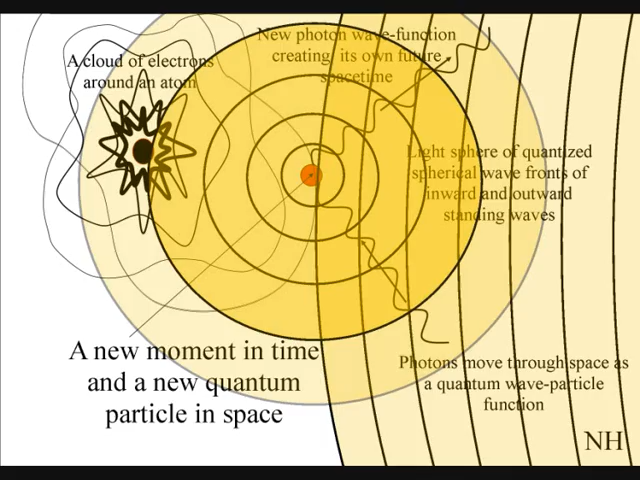 New photon wave-function
creating its own future
spacetime
A cloud of electrons
around an atom
Light sphere of quantized
spherical wave fronts of
inward and outward
standing waves
A new moment in time
and a new quantum
particle in space
Photons move through space as
a quantum wave-particle
function
NH